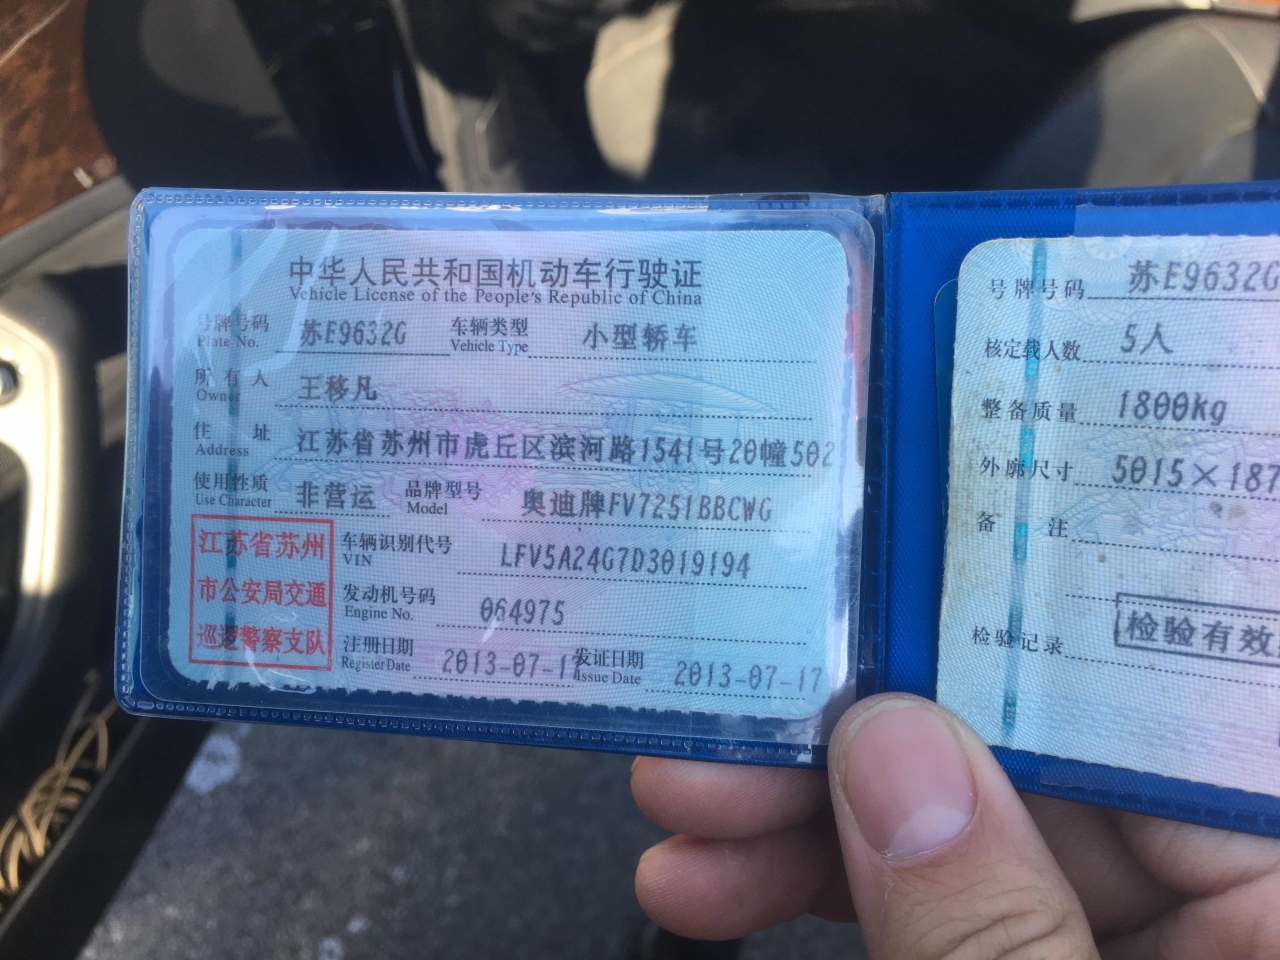 中华人民共和国机动车行驶证
Vehicle License of the People's Republic of China
号牌号码 苏E9632G 车辆类型 小型轿车
Plate No. Vehicle Type
所有人 王移凡
Owner
住址 江苏省苏州市虎丘区滨河路1541号20幢502
Address
使用性质 非营运 品牌型号 奥迪牌FV7251BBCWG
Use Character Model
江苏省苏州
市公安局交通
巡逻警察支队
车辆识别代号 LFV5A24G7D3019194
VIN
发动机号码 064975
Engine No.
注册日期 2013-07-17 发证日期 2013-07-17
Register Date Issue Date
号牌号码 苏E9632G
核定载人数 5人
整备质量 1800kg
外廓尺寸 5015×187
备注
检验记录 检验有效